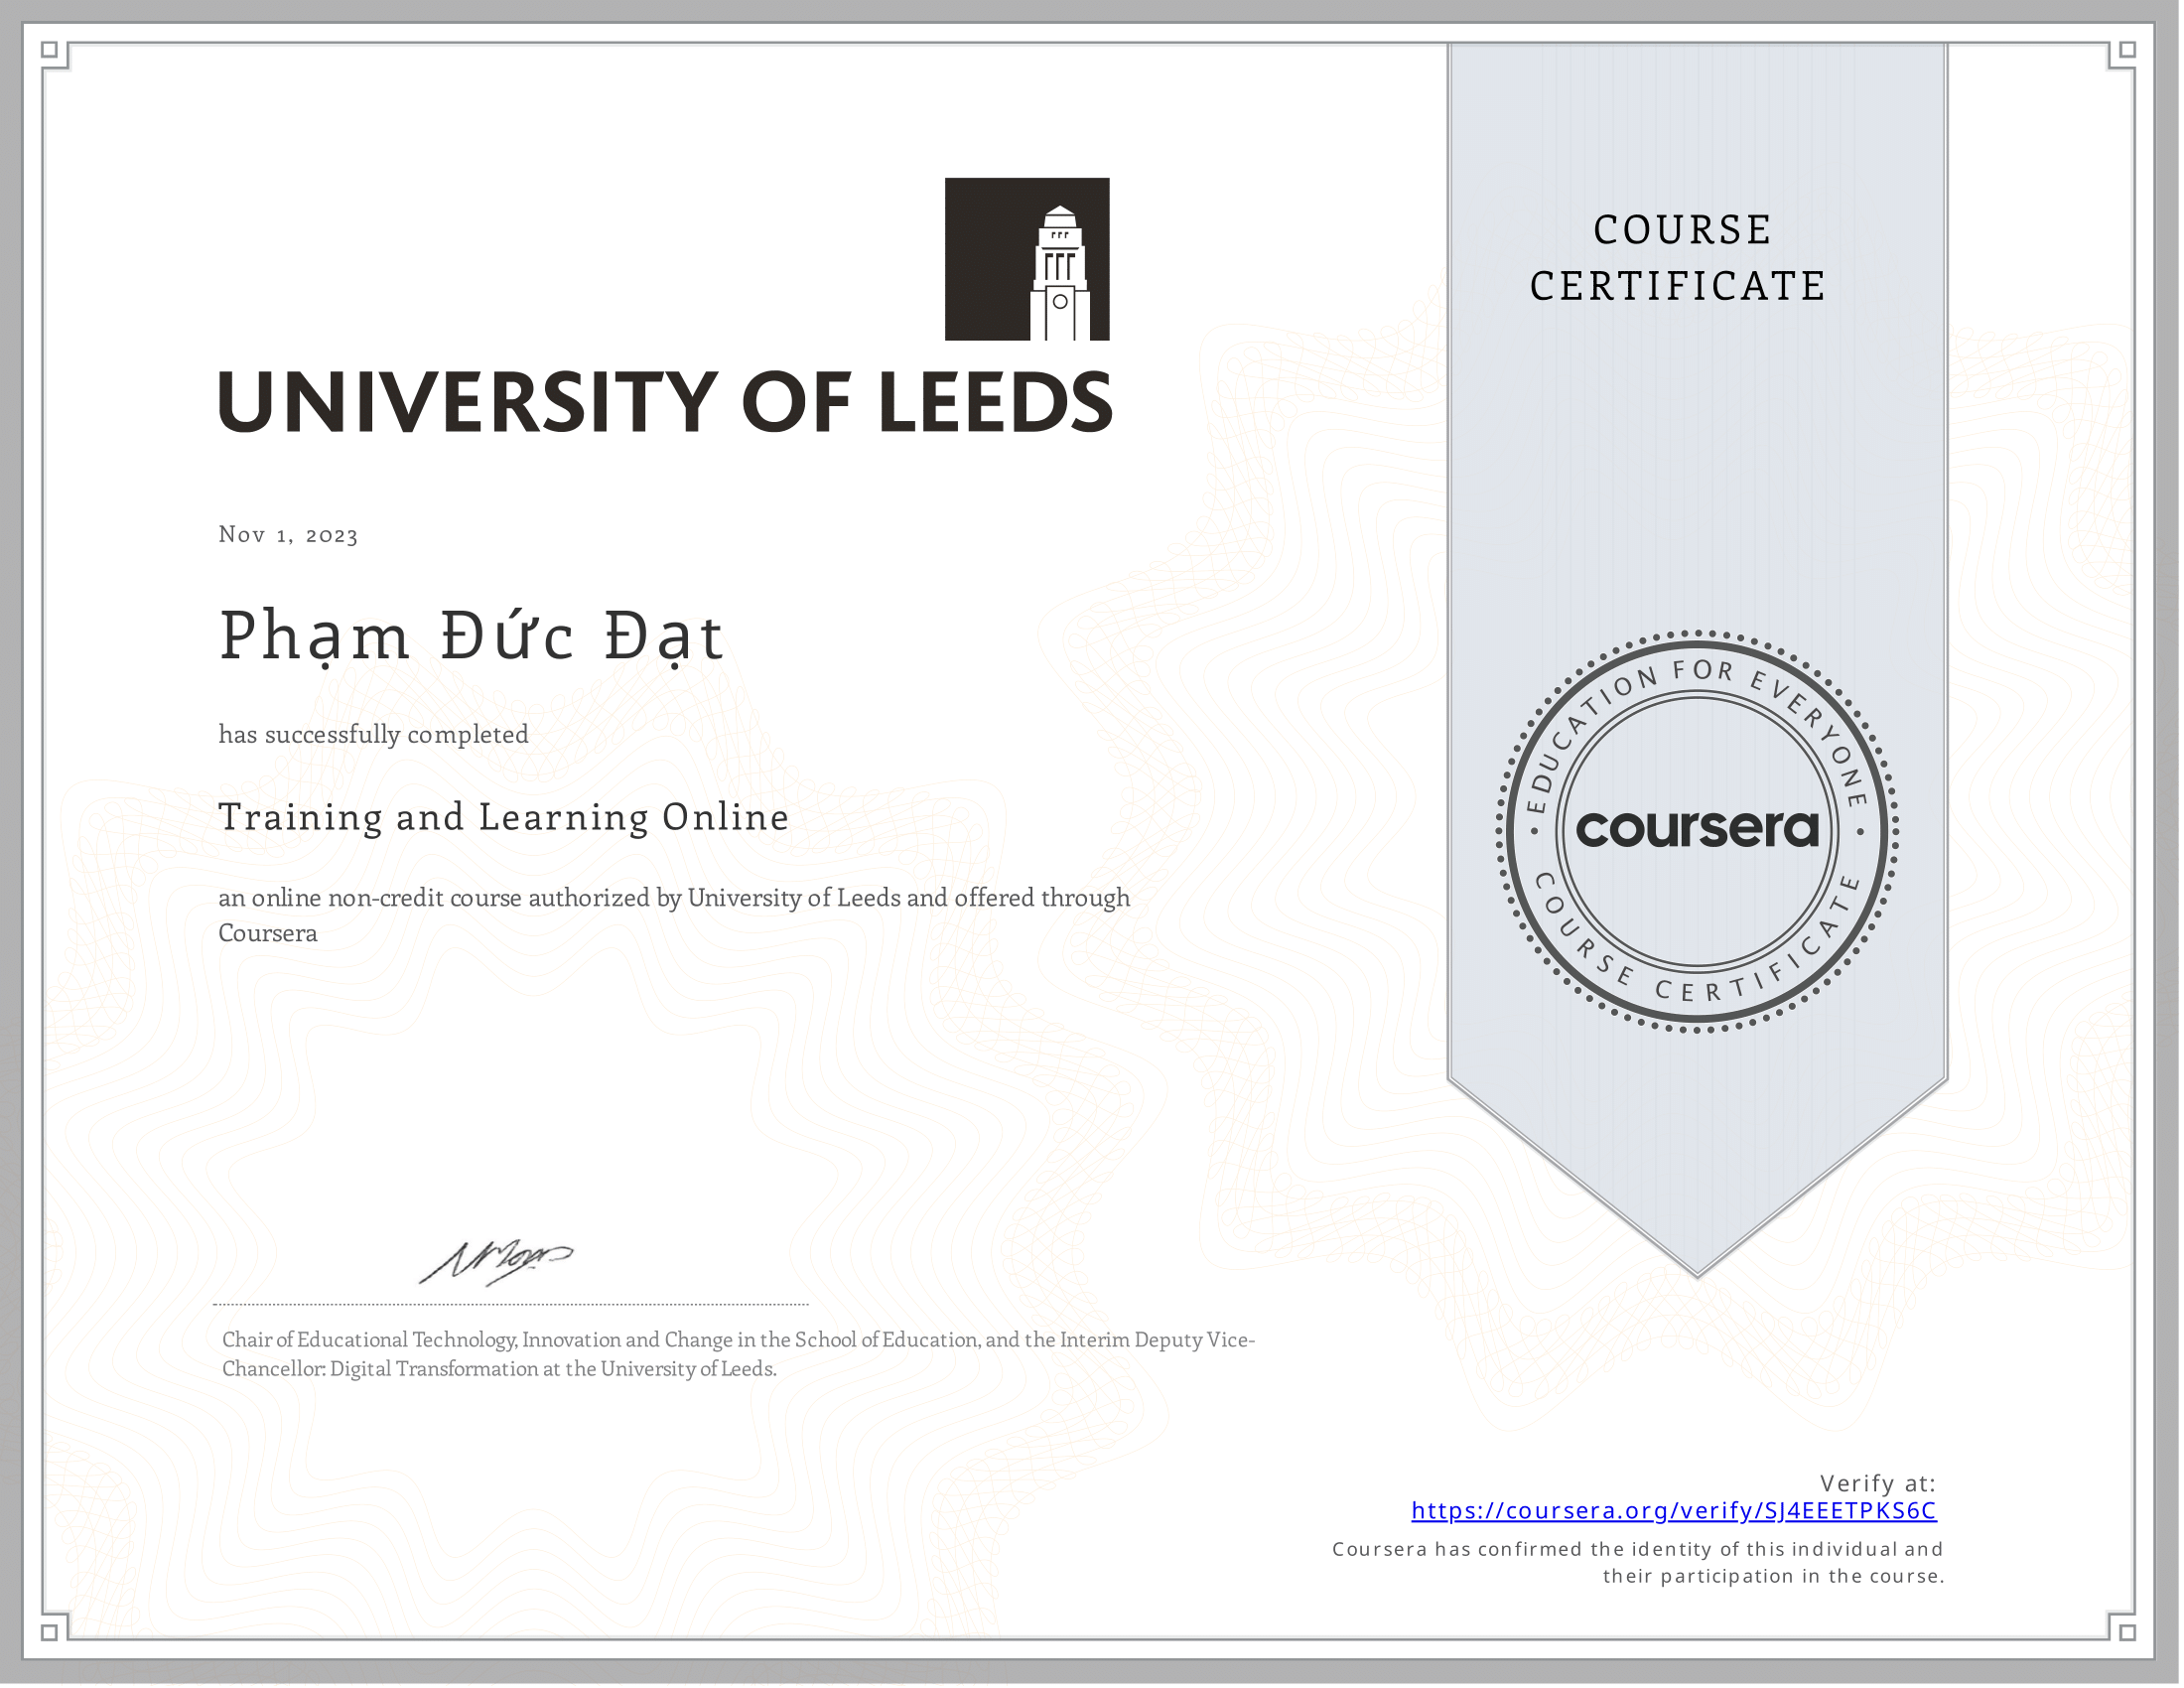 UNIVERSITY OF LEEDS
Nov 1, 2023
Phạm Đức Đạt
has successfully completed
Training and Learning Online
an online non-credit course authorized by University of Leeds and offered through
Coursera
Chair of Educational Technology, Innovation and Change in the School of Education, and the Interim Deputy Vice-
Chancellor: Digital Transformation at the University of Leeds.
COURSE
CERTIFICATE
EDUCATION FOR EVERYONE
coursera
COURSE CERTIFICATE
Verify at:
https://coursera.org/verify/SJ4EEETPKS6C
Coursera has confirmed the identity of this individual and
their participation in the course.